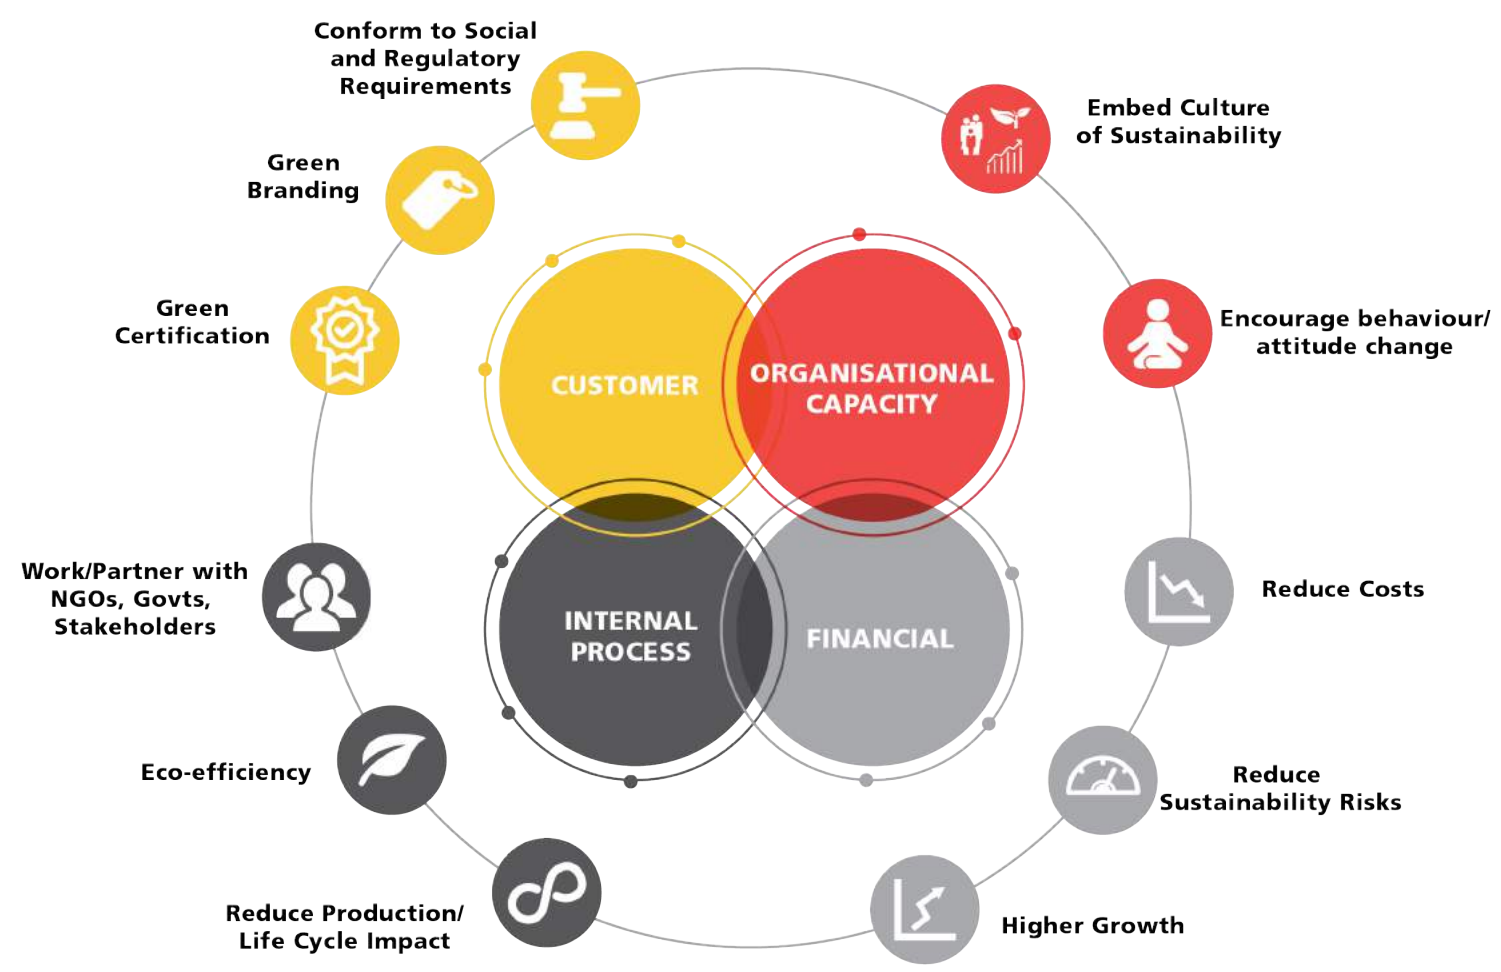 Conform to Social
and Regulatory
Requirements
Green
Branding
Green
Certification
Work/Partner with
NGOs, Govts,
Stakeholders
Eco-efficiency
Reduce Production/
Life Cycle Impact
Embed Culture
of Sustainability
Encourage behaviour/
attitude change
Reduce Costs
Reduce
Sustainability Risks
Higher Growth
CUSTOMER
ORGANISATIONAL
CAPACITY
INTERNAL
PROCESS
FINANCIAL